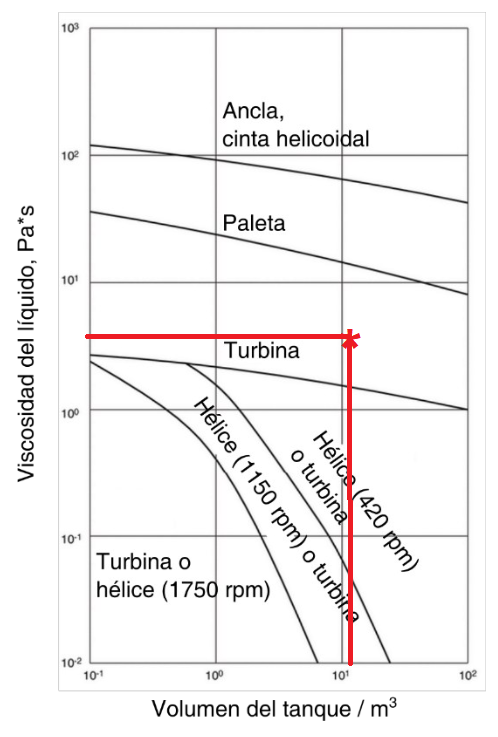 10³
Ancla,
cinta helicoidal
10²
Paleta
10¹
Turbina
10⁰
Hélice (1150 rpm) o turbina
Hélice (420 rpm)
o turbina
10⁻¹
Turbina o
hélice (1750 rpm)
10⁻²
10⁻¹ 10⁰ 10¹ 10²
Viscosidad del líquido, Pa*s
Volumen del tanque / m³